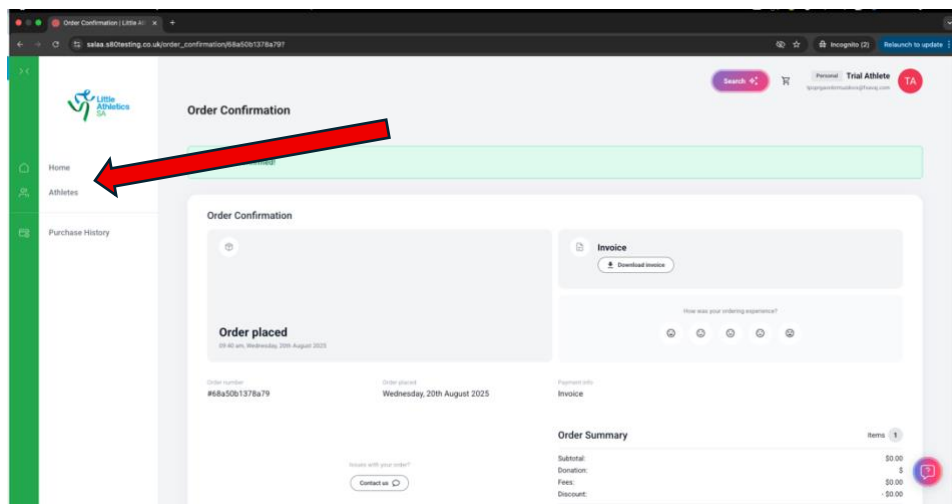 Order Confirmation | Little Atl
salaa.s80testing.co.uk/order_confirmation/68a50b1378a79?
Incognito (2)
Relaunch to update
Little
Athletics
SA
Search
Personal
Trial Athlete
TA
Order Confirmation
Home
Athletes
Purchase History
Order Confirmation
Invoice
Download invoice
How was your ordering experience?
Order placed
09:40 am, Wednesday, 20th August 2025
Order number
Order placed
Payment info
#68a50b1378a79
Wednesday, 20th August 2025
Invoice
Order Summary
Items 1
Issues with your order?
Contact us
Subtotal: $0.00
Donation: $
Fees: $0.00
Discount: - $0.00